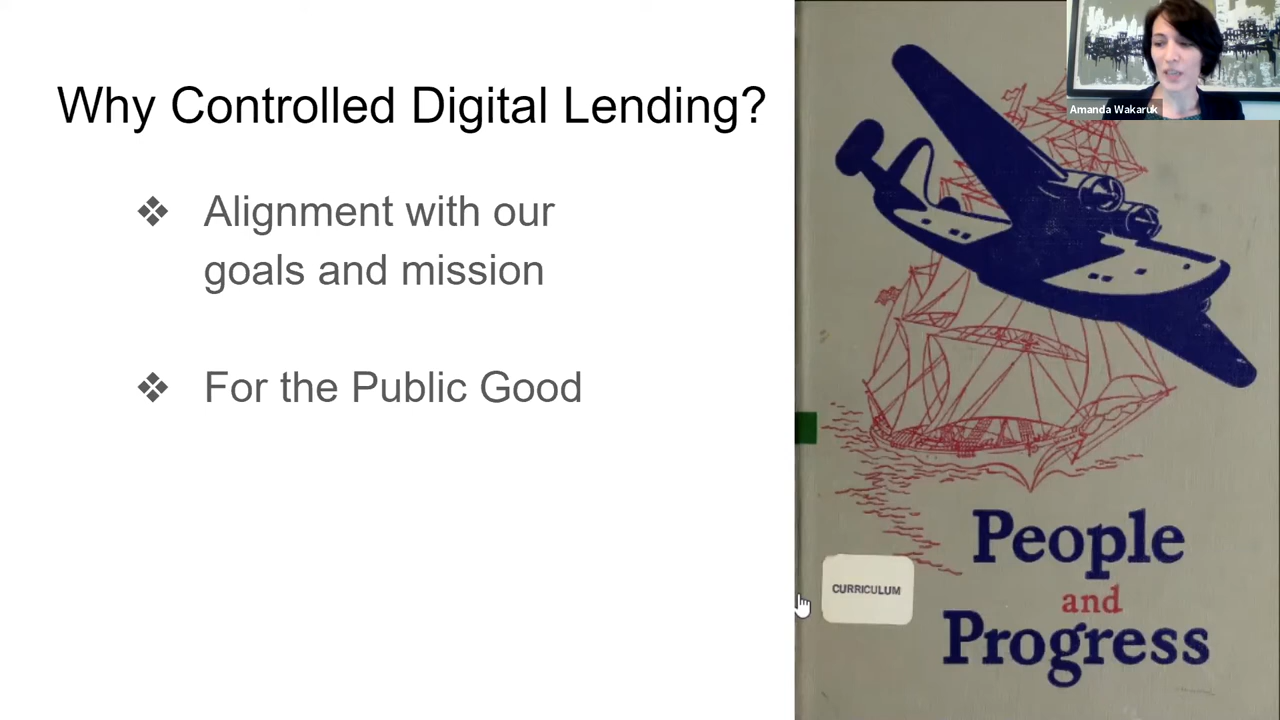 Why Controlled Digital Lending?
❖ Alignment with our
goals and mission
❖ For the Public Good
Amanda Wakaruk
CURRICULUM
People
and
Progress